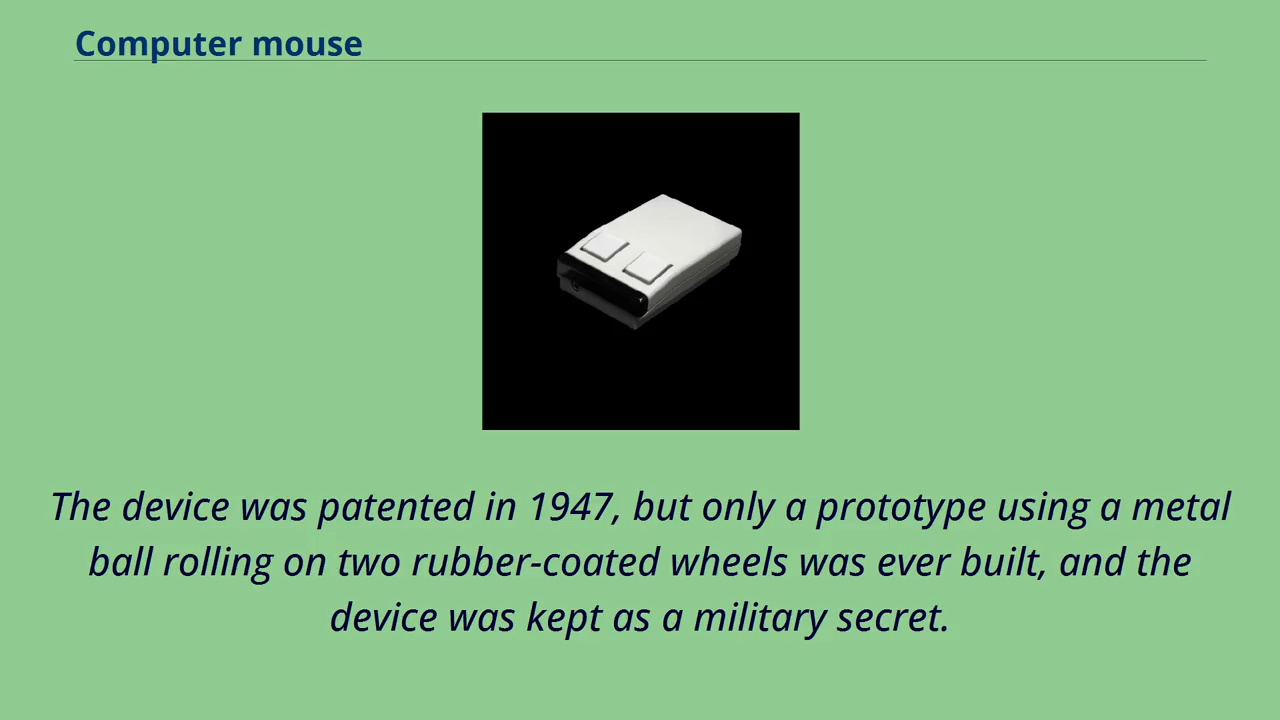 Computer mouse
The device was patented in 1947, but only a prototype using a metal
ball rolling on two rubber-coated wheels was ever built, and the
device was kept as a military secret.